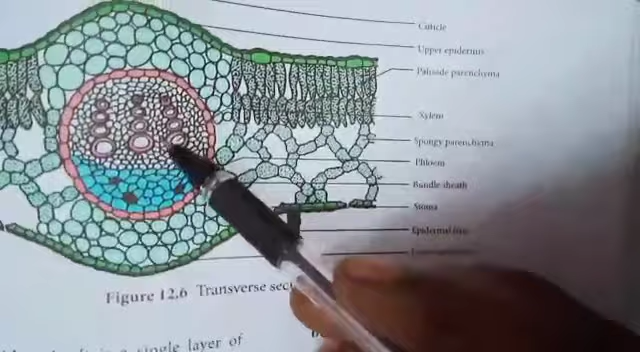 Cuticle
Upper epidermis
Palisade parenchyma
Xylem
Spongy parenchyma
Phloem
Bundle sheath
Stoma
Epidermal
Figure 12.6 Transverse sec
single layer of